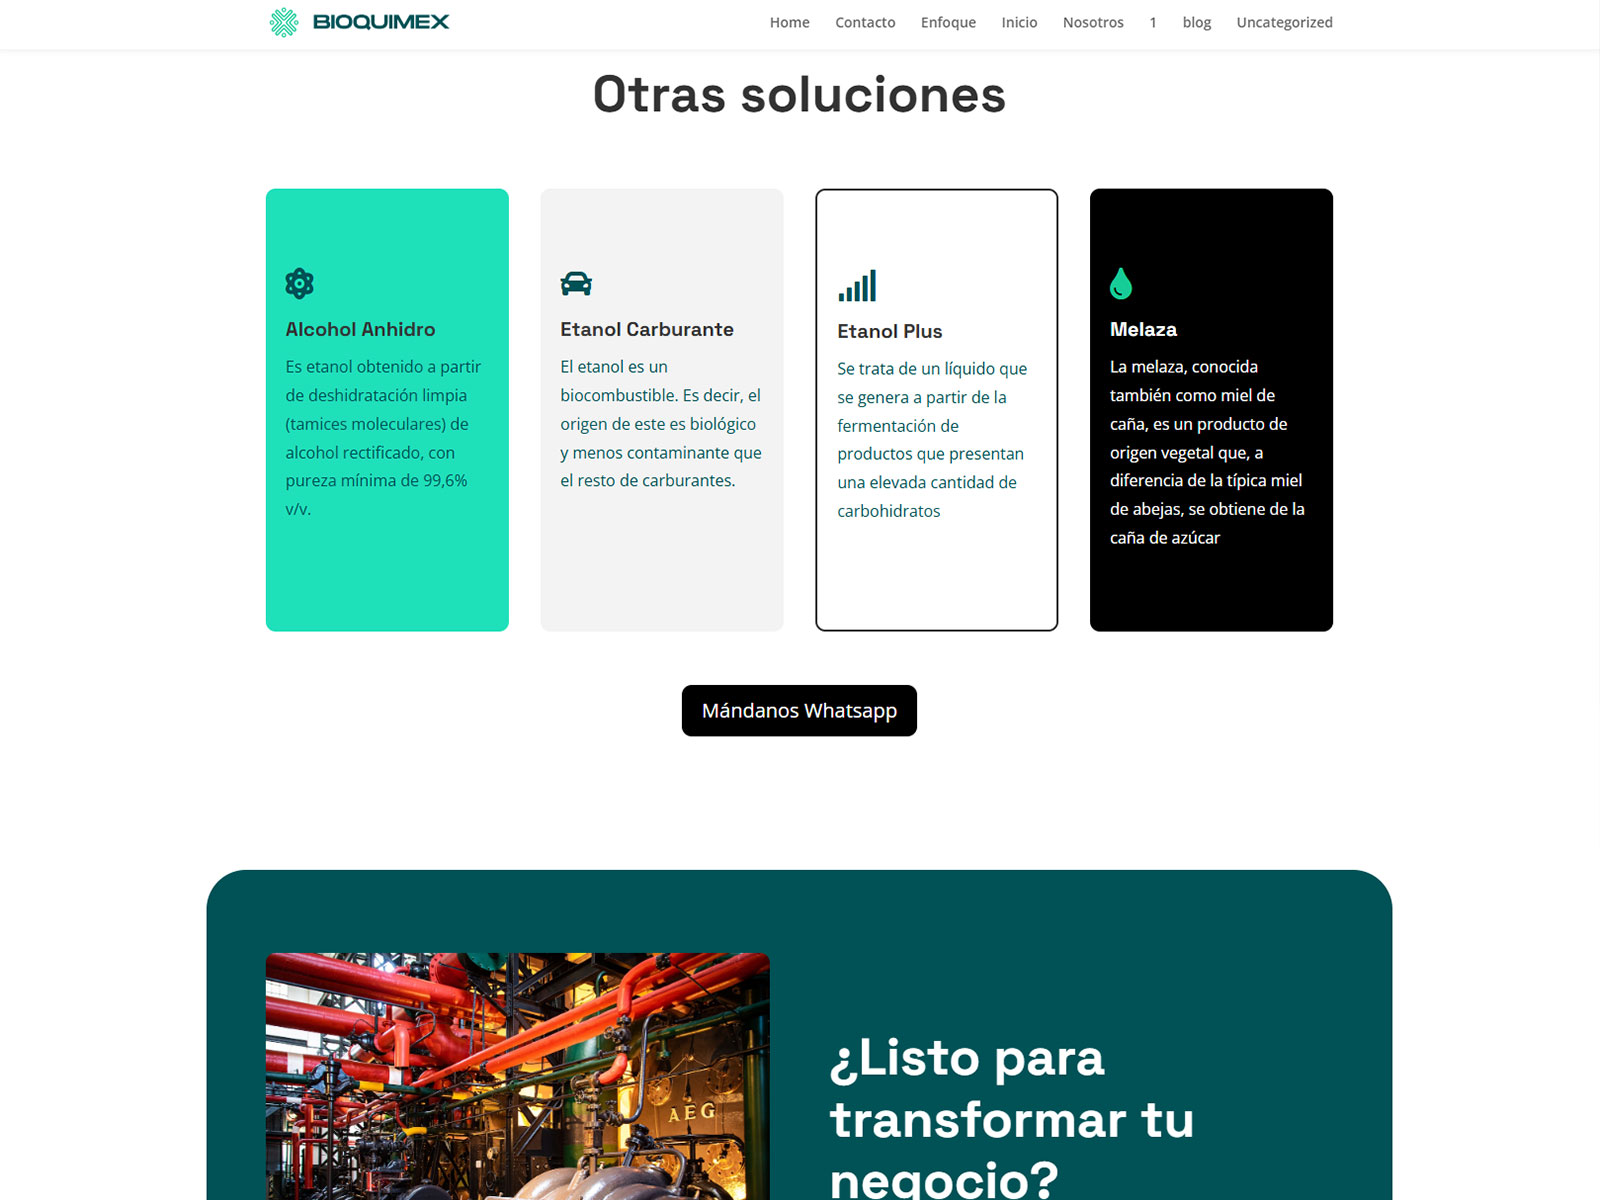 BIOQUIMEX
Home Contacto Enfoque Inicio Nosotros 1 blog Uncategorized
Otras soluciones
Alcohol Anhidro
Es etanol obtenido a partir
de deshidratación limpia
(tamices moleculares) de
alcohol rectificado, con
pureza mínima de 99,6%
v/v.
Etanol Carburante
El etanol es un
biocombustible. Es decir, el
origen de este es biológico
y menos contaminante que
el resto de carburantes.
Etanol Plus
Se trata de un líquido que
se genera a partir de la
fermentación de
productos que presentan
una elevada cantidad de
carbohidratos
Melaza
La melaza, conocida
también como miel de
caña, es un producto de
origen vegetal que, a
diferencia de la típica miel
de abejas, se obtiene de la
caña de azúcar
Mándanos Whatsapp
AEG
¿Listo para
transformar tu
negocio?